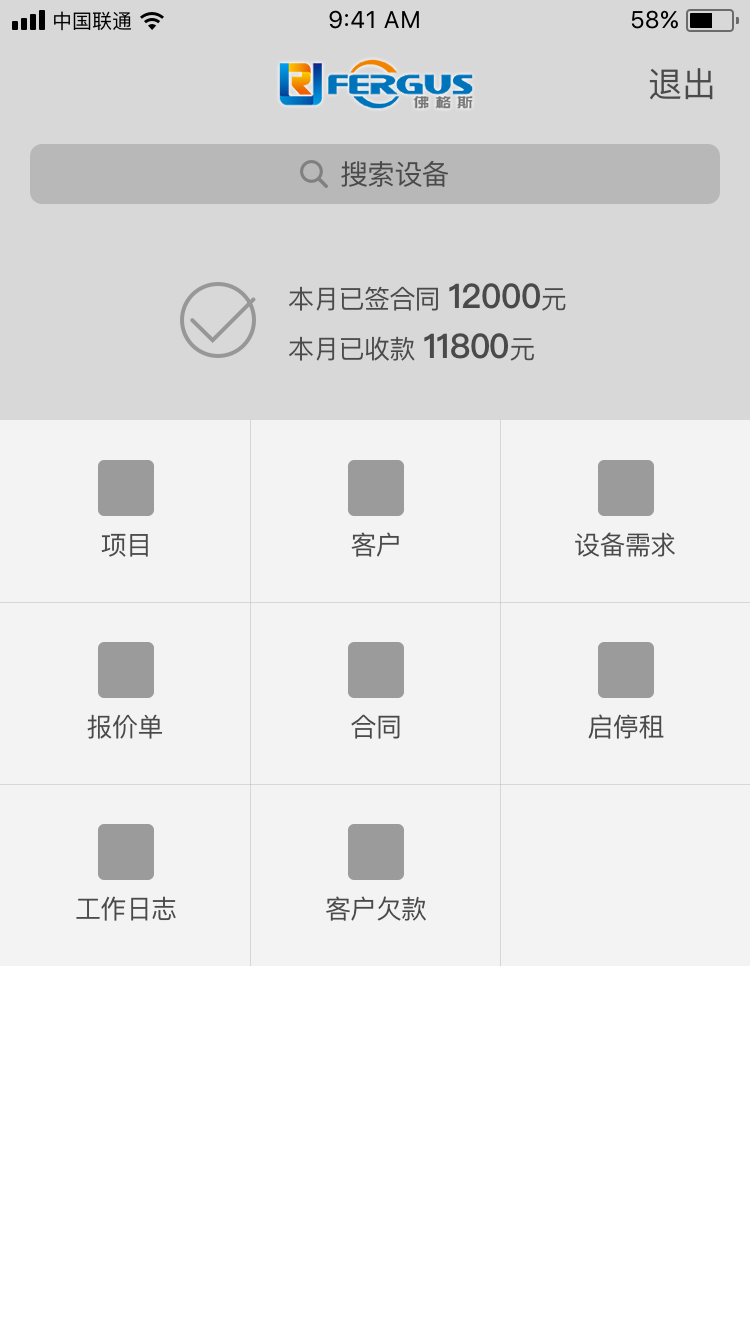 中国联通 9:41 AM 58%
FERGUS
佛格斯
退出
搜索设备
本月已签合同 12000元
本月已收款 11800元
项目 客户 设备需求
报价单 合同 启停租
工作日志 客户欠款